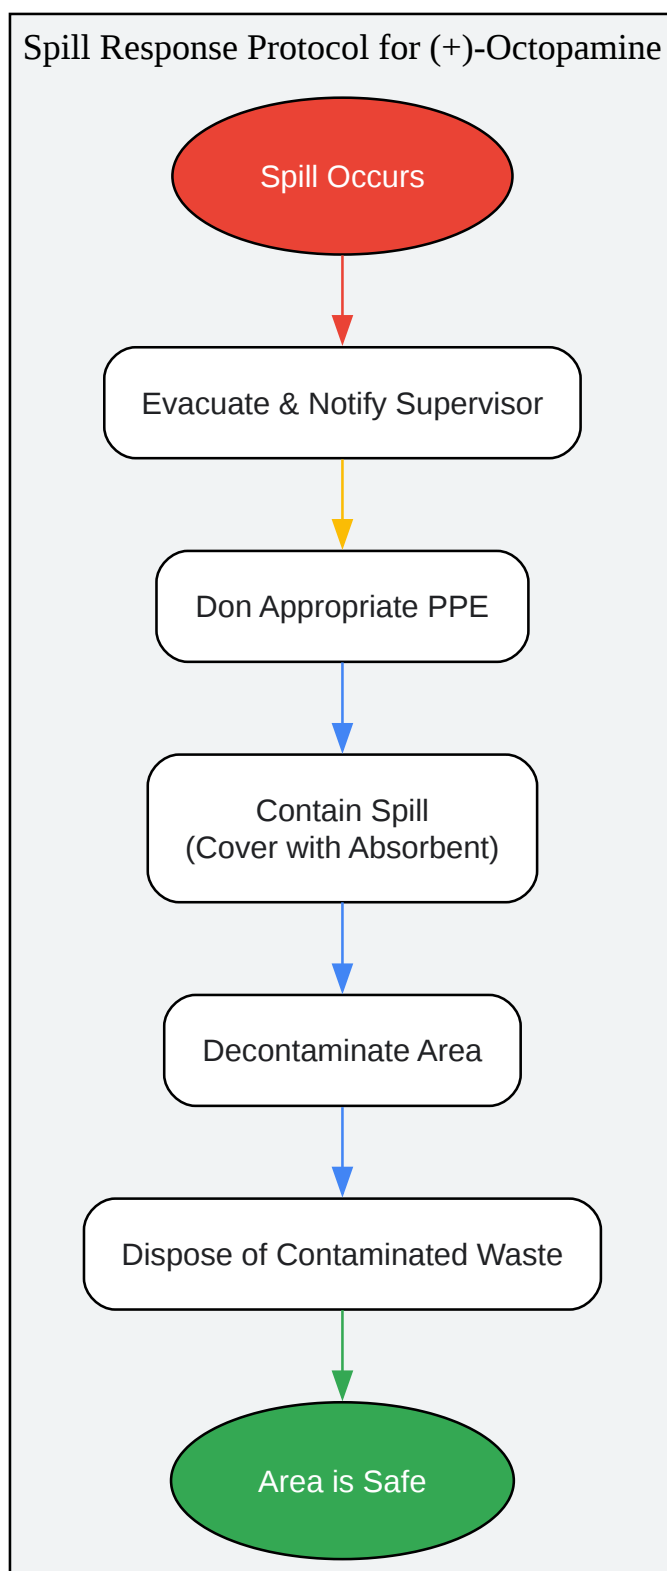 Spill Response Protocol for (+)-Octopamine
Spill Occurs
Evacuate & Notify Supervisor
Don Appropriate PPE
Contain Spill
(Cover with Absorbent)
Decontaminate Area
Dispose of Contaminated Waste
Area is Safe